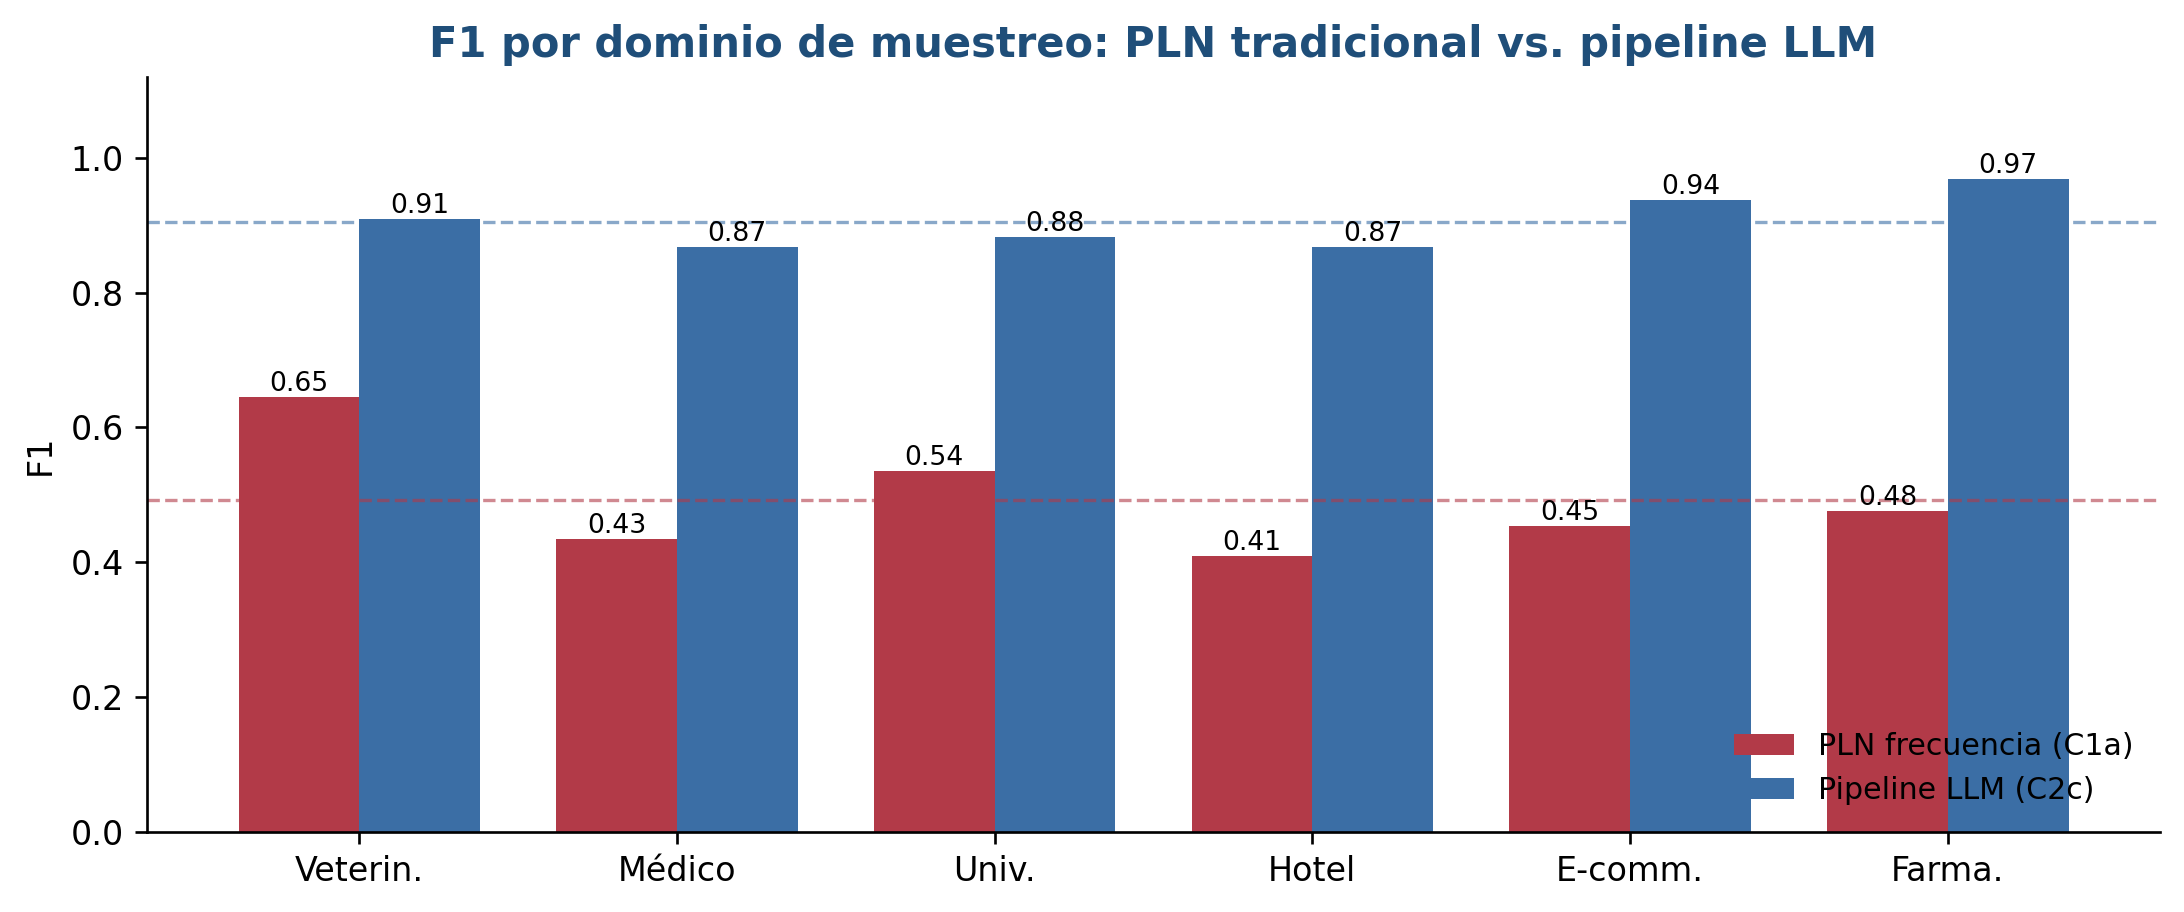 F1 por dominio de muestreo: PLN tradicional vs. pipeline LLM
F1
1.0
0.8
0.6
0.4
0.2
0.0
0.65
0.91
0.43
0.87
0.54
0.88
0.41
0.87
0.45
0.94
0.48
0.97
PLN frecuencia (C1a)
Pipeline LLM (C2c)
Veterin.
Médico
Univ.
Hotel
E-comm.
Farma.